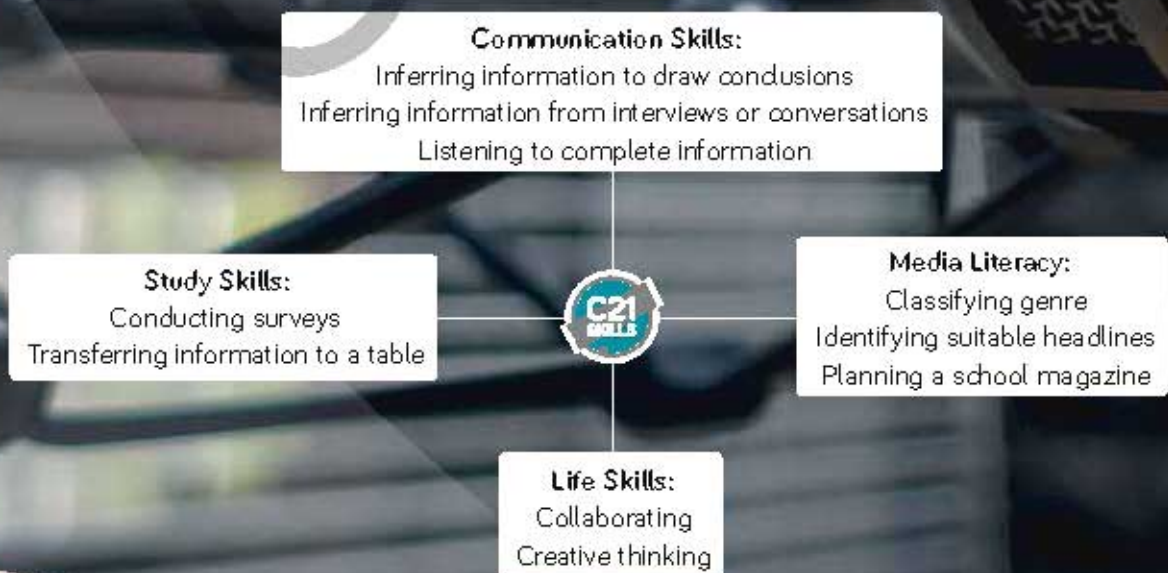 Communication Skills:
Inferring information to draw conclusions
Inferring information from interviews or conversations
Listening to complete information
Study Skills:
Conducting surveys
Transferring information to a table
C21
SKILLS
Media Literacy:
Classifying genre
Identifying suitable headlines
Planning a school magazine
Life Skills:
Collaborating
Creative thinking